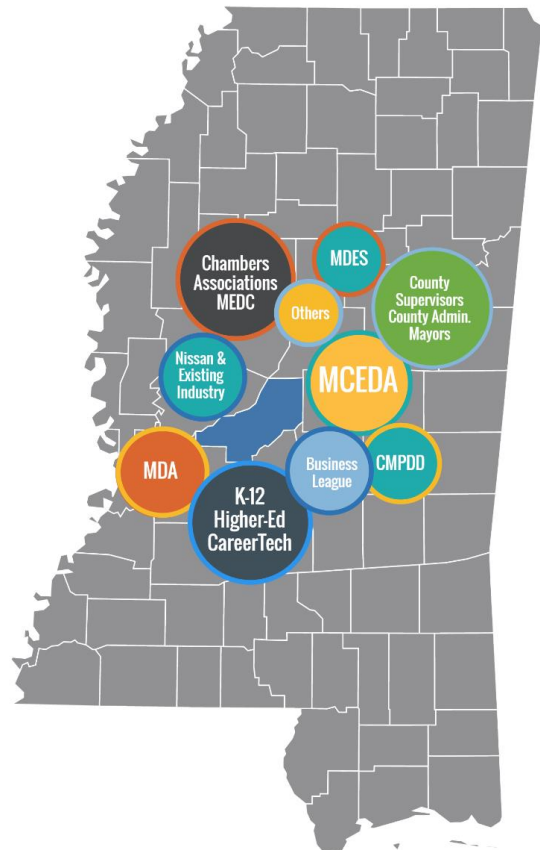 Chambers
Associations
MEDC
MDES
Others
County
Supervisors
County Admin.
Mayors
Nissan &
Existing
Industry
MCEDA
MDA
K-12
Higher-Ed
CareerTech
Business
League
CMPDD